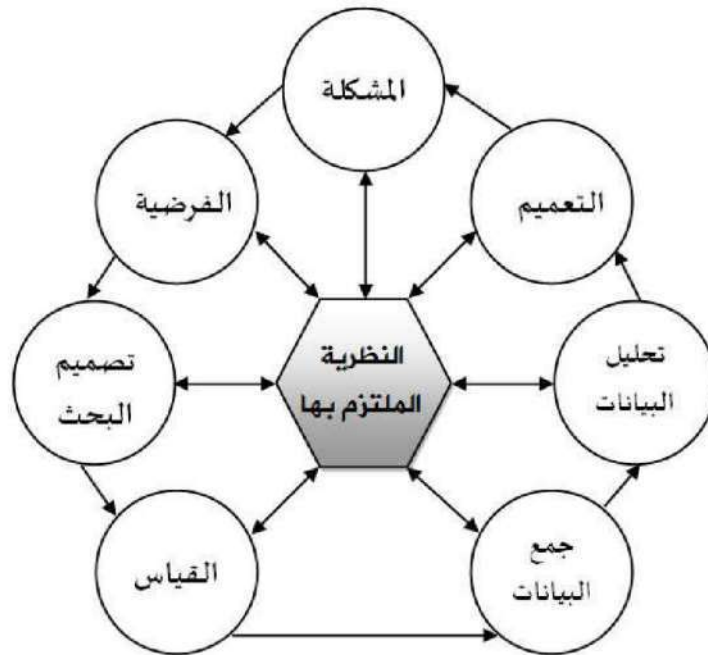 المشكلة
الفرضية
التعميم
النظرية
الملتزم بها
تصميم
البحث
تحليل
البيانات
القياس
جمع
البيانات